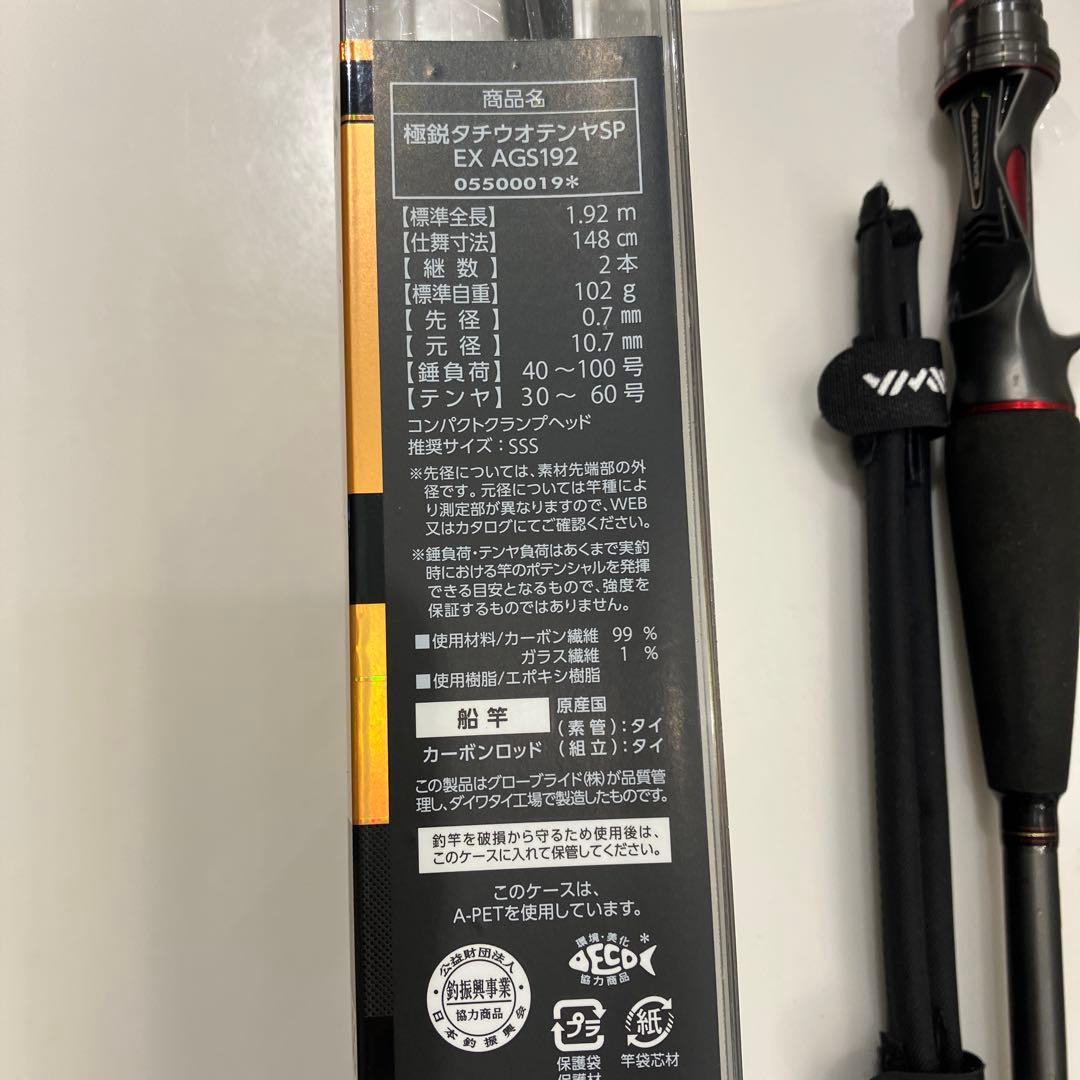 商品名
極鋭タチウオテンヤSP
EX AGS192
05500019*
【標準全長】 1.92 m
【仕舞寸法】 148 cm
【 継 数 】 2 本
【標準自重】 102 g
【 先 径 】 0.7 mm
【 元 径 】 10.7 mm
【錘負荷】 40～100 号
【テンヤ】 30～ 60 号
コンパクトクランプヘッド
推奨サイズ：SSS
※先径については、素材先端部の外
径です。元径については竿種によ
り測定部が異なりますので、WEB
又はカタログにてご確認ください。
※錘負荷・テンヤ負荷はあくまで実釣
時における竿のポテンシャルを発揮
できる目安となるもので、強度を
保証するものではありません。
■使用材料/カーボン繊維 99 %
ガラス繊維 1 %
■使用樹脂/エポキシ樹脂
船竿
カーボンロッド
原産国
（素管）：タイ
（組立）：タイ
この製品はグローブライド（株）が品質管
理し、ダイワタイ工場で製造したものです。
釣竿を破損から守るため使用後は、
このケースに入れて保管してください。
このケースは、
A-PETを使用しています。
公益財団法人
釣振興事業
協力商品
日本釣振興会
環境・美化*
ECO
協力商品
プラ
保護袋
保護材
紙
竿袋芯材